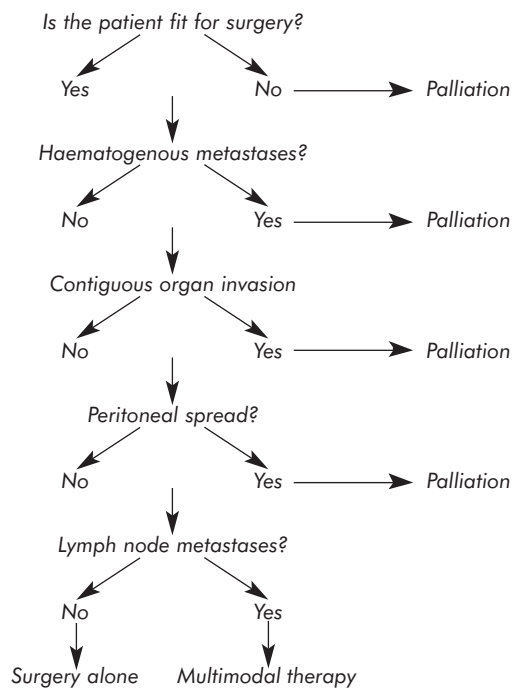 Is the patient fit for surgery?
Yes No Palliation
Haematogenous metastases?
No Yes Palliation
Contiguous organ invasion
No Yes Palliation
Peritoneal spread?
No Yes Palliation
Lymph node metastases?
No Yes
Surgery alone Multimodal therapy